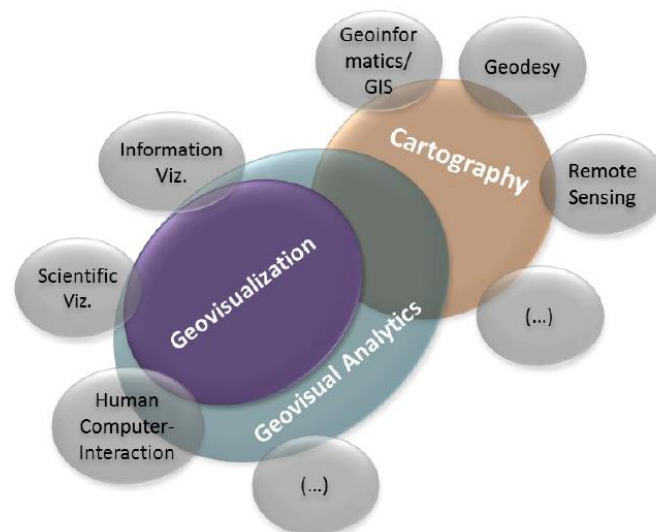 Geoinfor
matics/
GIS
Geodesy
Cartography
Information
Viz.
Remote
Sensing
Geovisualization
Scientific
Viz.
(...)
Geovisual Analytics
Human
Computer-
Interaction
(...)